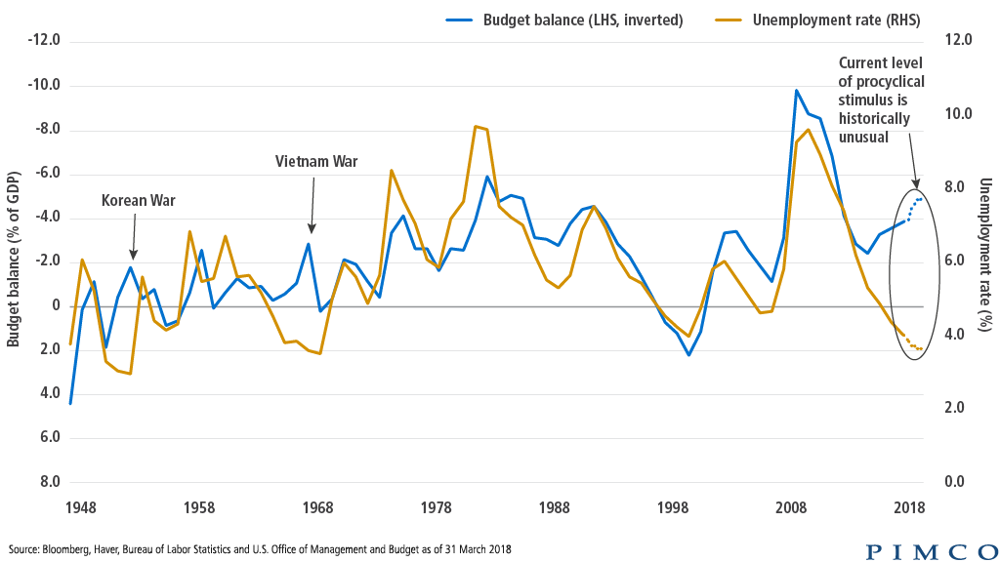 Budget balance (LHS, inverted)
Unemployment rate (RHS)
-12.0
-10.0
-8.0
-6.0
-4.0
-2.0
0
2.0
4.0
6.0
8.0
Budget balance (% of GDP)
12.0
10.0
8.0
6.0
4.0
2.0
0.0
Unemployment rate (%)
Korean War
Vietnam War
Current level
of procyclical
stimulus is
historically
unusual
1948
1958
1968
1978
1988
1998
2008
2018
Source: Bloomberg, Haver, Bureau of Labor Statistics and U.S. Office of Management and Budget as of 31 March 2018
PIMCO